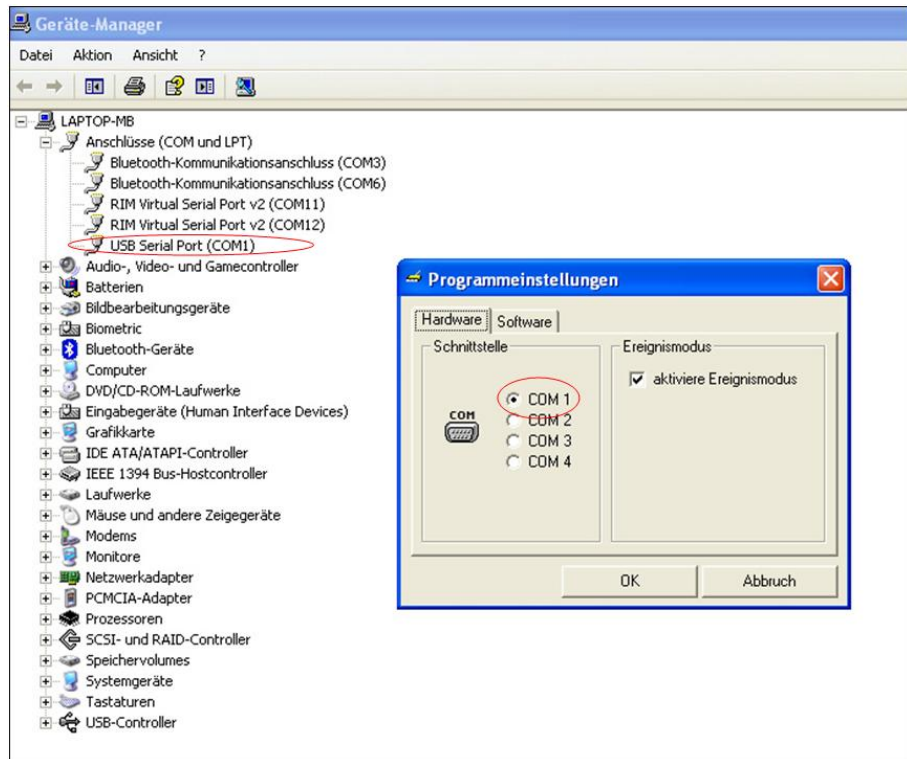 Geräte-Manager
Datei Aktion Ansicht ?
LAPTOP-MB
Anschlüsse (COM und LPT)
Bluetooth-Kommunikationsanschluss (COM3)
Bluetooth-Kommunikationsanschluss (COM6)
RIM Virtual Serial Port v2 (COM11)
RIM Virtual Serial Port v2 (COM12)
USB Serial Port (COM1)
Audio-, Video- und Gamecontroller
Batterien
Bildbearbeitungsgeräte
Biometric
Bluetooth-Geräte
Computer
DVD/CD-ROM-Laufwerke
Eingabegeräte (Human Interface Devices)
Grafikkarte
IDE ATA/ATAPI-Controller
IEEE 1394 Bus-Hostcontroller
Laufwerke
Mäuse und andere Zeigegeräte
Modems
Monitore
Netzwerkadapter
PCMCIA-Adapter
Prozessoren
SCSI- und RAID-Controller
Speichervolumes
Systemgeräte
Tastaturen
USB-Controller
Programmeinstellungen
Hardware Software
Schnittstelle
COM
COM 1
COM 2
COM 3
COM 4
Ereignismodus
aktiviere Ereignismodus
OK Abbruch